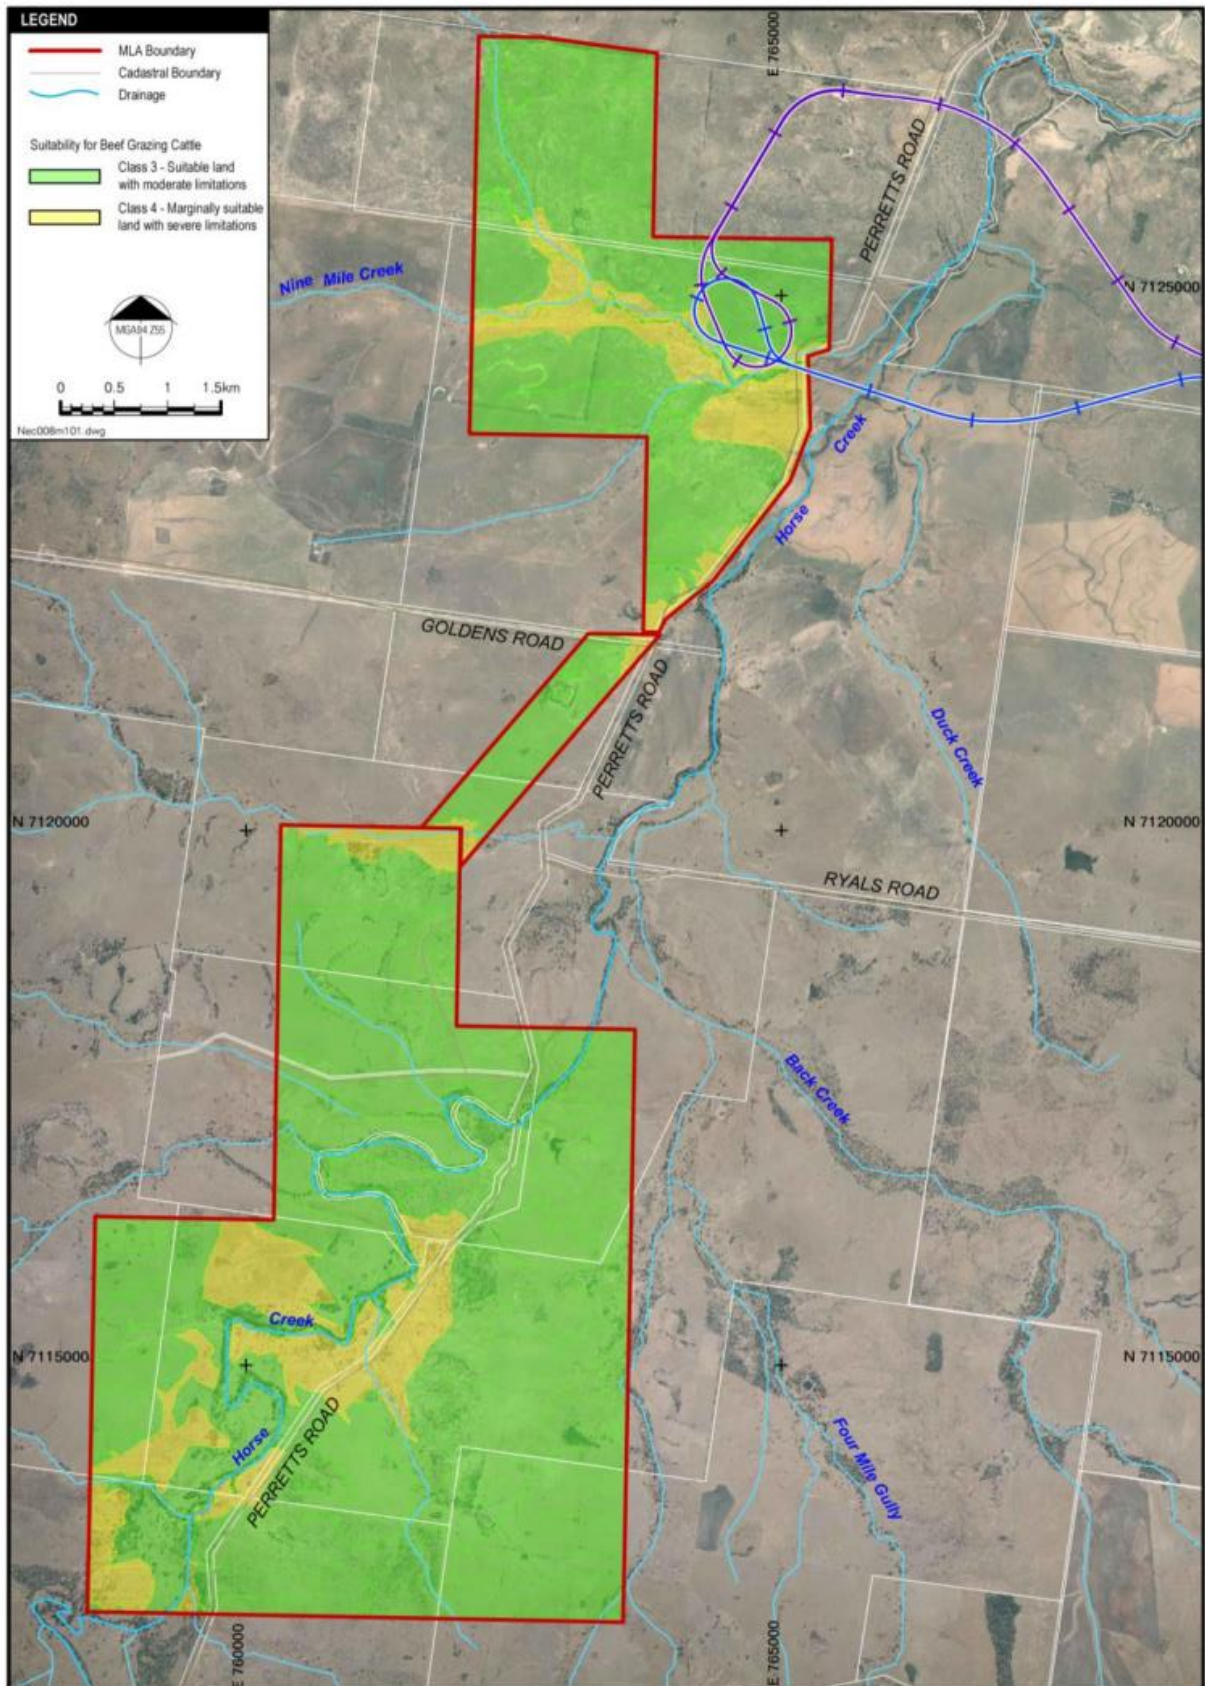 LEGEND
MLA Boundary
Cadastral Boundary
Drainage
Suitability for Beef Grazing Cattle
Class 3 - Suitable land
with moderate limitations
Class 4 - Marginally suitable
land with severe limitations
MGA94 Z55
0 0.5 1 1.5km
Nec008m101.dwg
E 765000
PERRETTS ROAD
Nine Mile Creek
N 7125000
Creek
Horse
GOLDENS ROAD
PERRETTS ROAD
Duck Creek
N 7120000
N 7120000
RYALS ROAD
Back Creek
Creek
N 7115000
N 7115000
Horse
PERRETTS ROAD
Four Mile Gully
E 760000
E 765000